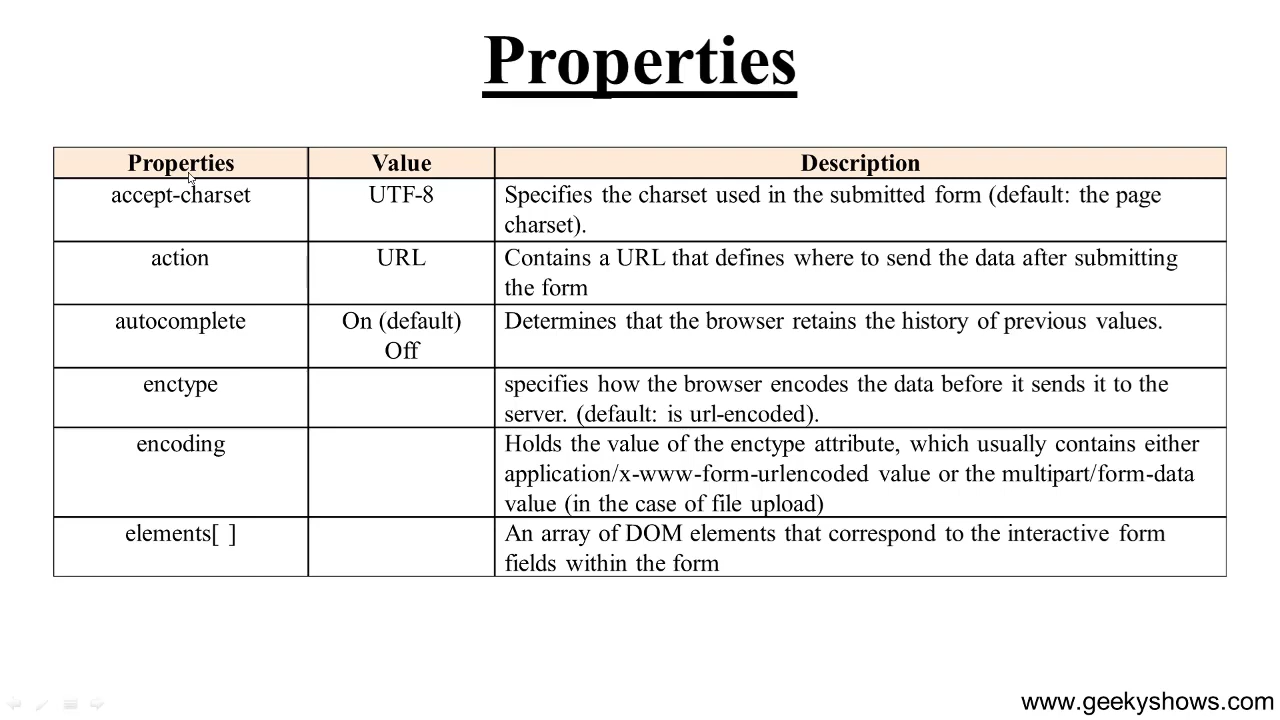 Properties
Properties Value Description
accept-charset UTF-8 Specifies the charset used in the submitted form (default: the page
charset).
action URL Contains a URL that defines where to send the data after submitting
the form
autocomplete On (default) Determines that the browser retains the history of previous values.
Off
enctype specifies how the browser encodes the data before it sends it to the
server. (default: is url-encoded).
encoding Holds the value of the enctype attribute, which usually contains either
application/x-www-form-urlencoded value or the multipart/form-data
value (in the case of file upload)
elements[ ] An array of DOM elements that correspond to the interactive form
fields within the form
www.geekyshows.com